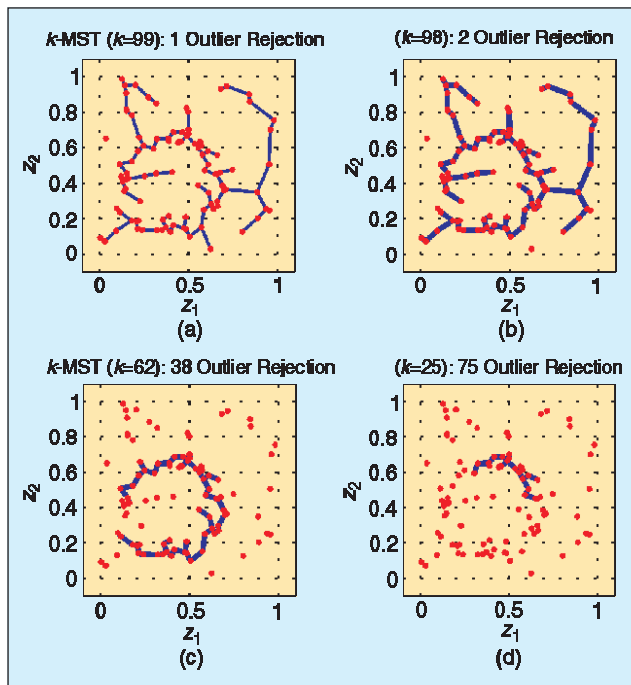 k-MST (k=99): 1 Outlier Rejection
(k=98): 2 Outlier Rejection
1
0.8
0.6
0.4
0.2
0
z2
0
0.5
1
z1
(a)
1
0.8
0.6
0.4
0.2
0
z2
0
0.5
1
z1
(b)
k-MST (k=62): 38 Outlier Rejection
(k=25): 75 Outlier Rejection
1
0.8
0.6
0.4
0.2
0
z2
0
0.5
1
z1
(c)
1
0.8
0.6
0.4
0.2
0
z2
0
0.5
1
z1
(d)